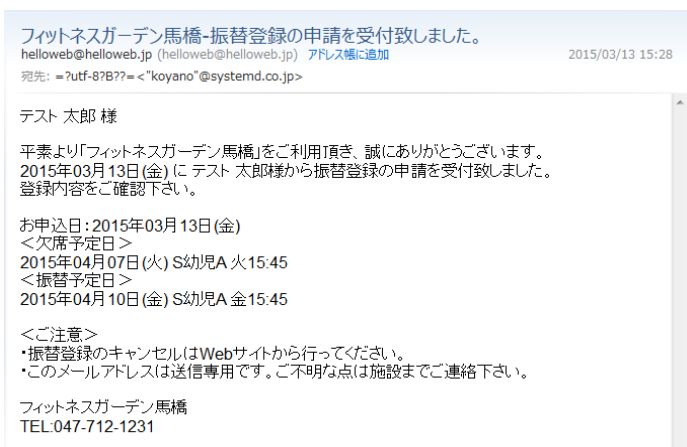 フィットネスガーデン馬橋-振替登録の申請を受付致しました。
helloweb@helloweb.jp (helloweb@helloweb.jp) アドレス帳に追加 2015/03/13 15:28
宛先: =?utf-8?B??=<"koyano"@systemd.co.jp>
テスト 太郎 様
平素より「フィットネスガーデン馬橋」をご利用頂き、誠にありがとうございます。
2015年03月13日(金) に テスト 太郎様から振替登録の申請を受付致しました。
登録内容をご確認下さい。
お申込日：2015年03月13日(金)
＜欠席予定日＞
2015年04月07日(火) S幼児A 火15:45
＜振替予定日＞
2015年04月10日(金) S幼児A 金15:45
＜ご注意＞
・振替登録のキャンセルはWebサイトから行ってください。
・このメールアドレスは送信専用です。ご不明な点は施設までご連絡下さい。
フィットネスガーデン馬橋
TEL:047-712-1231